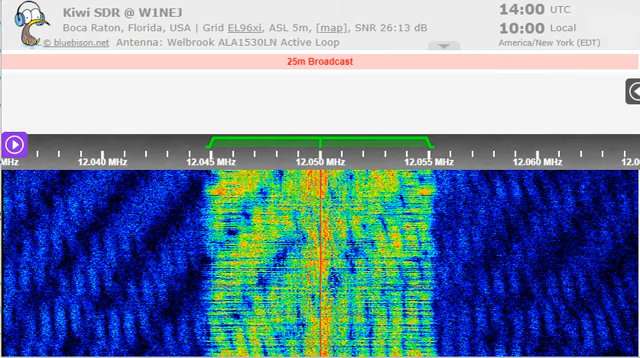 Kiwi SDR @ W1NEJ
Boca Raton, Florida, USA | Grid EL96xi, ASL 5m, [map], SNR 26:13 dB
© bluebison.net Antenna: Welbrook ALA1530LN Active Loop
14:00 UTC
10:00 Local
America/New York (EDT)
25m Broadcast
MHz 12.040 MHz 12.045 MHz 12.050 MHz 12.055 MHz 12.060 MHz 12.0